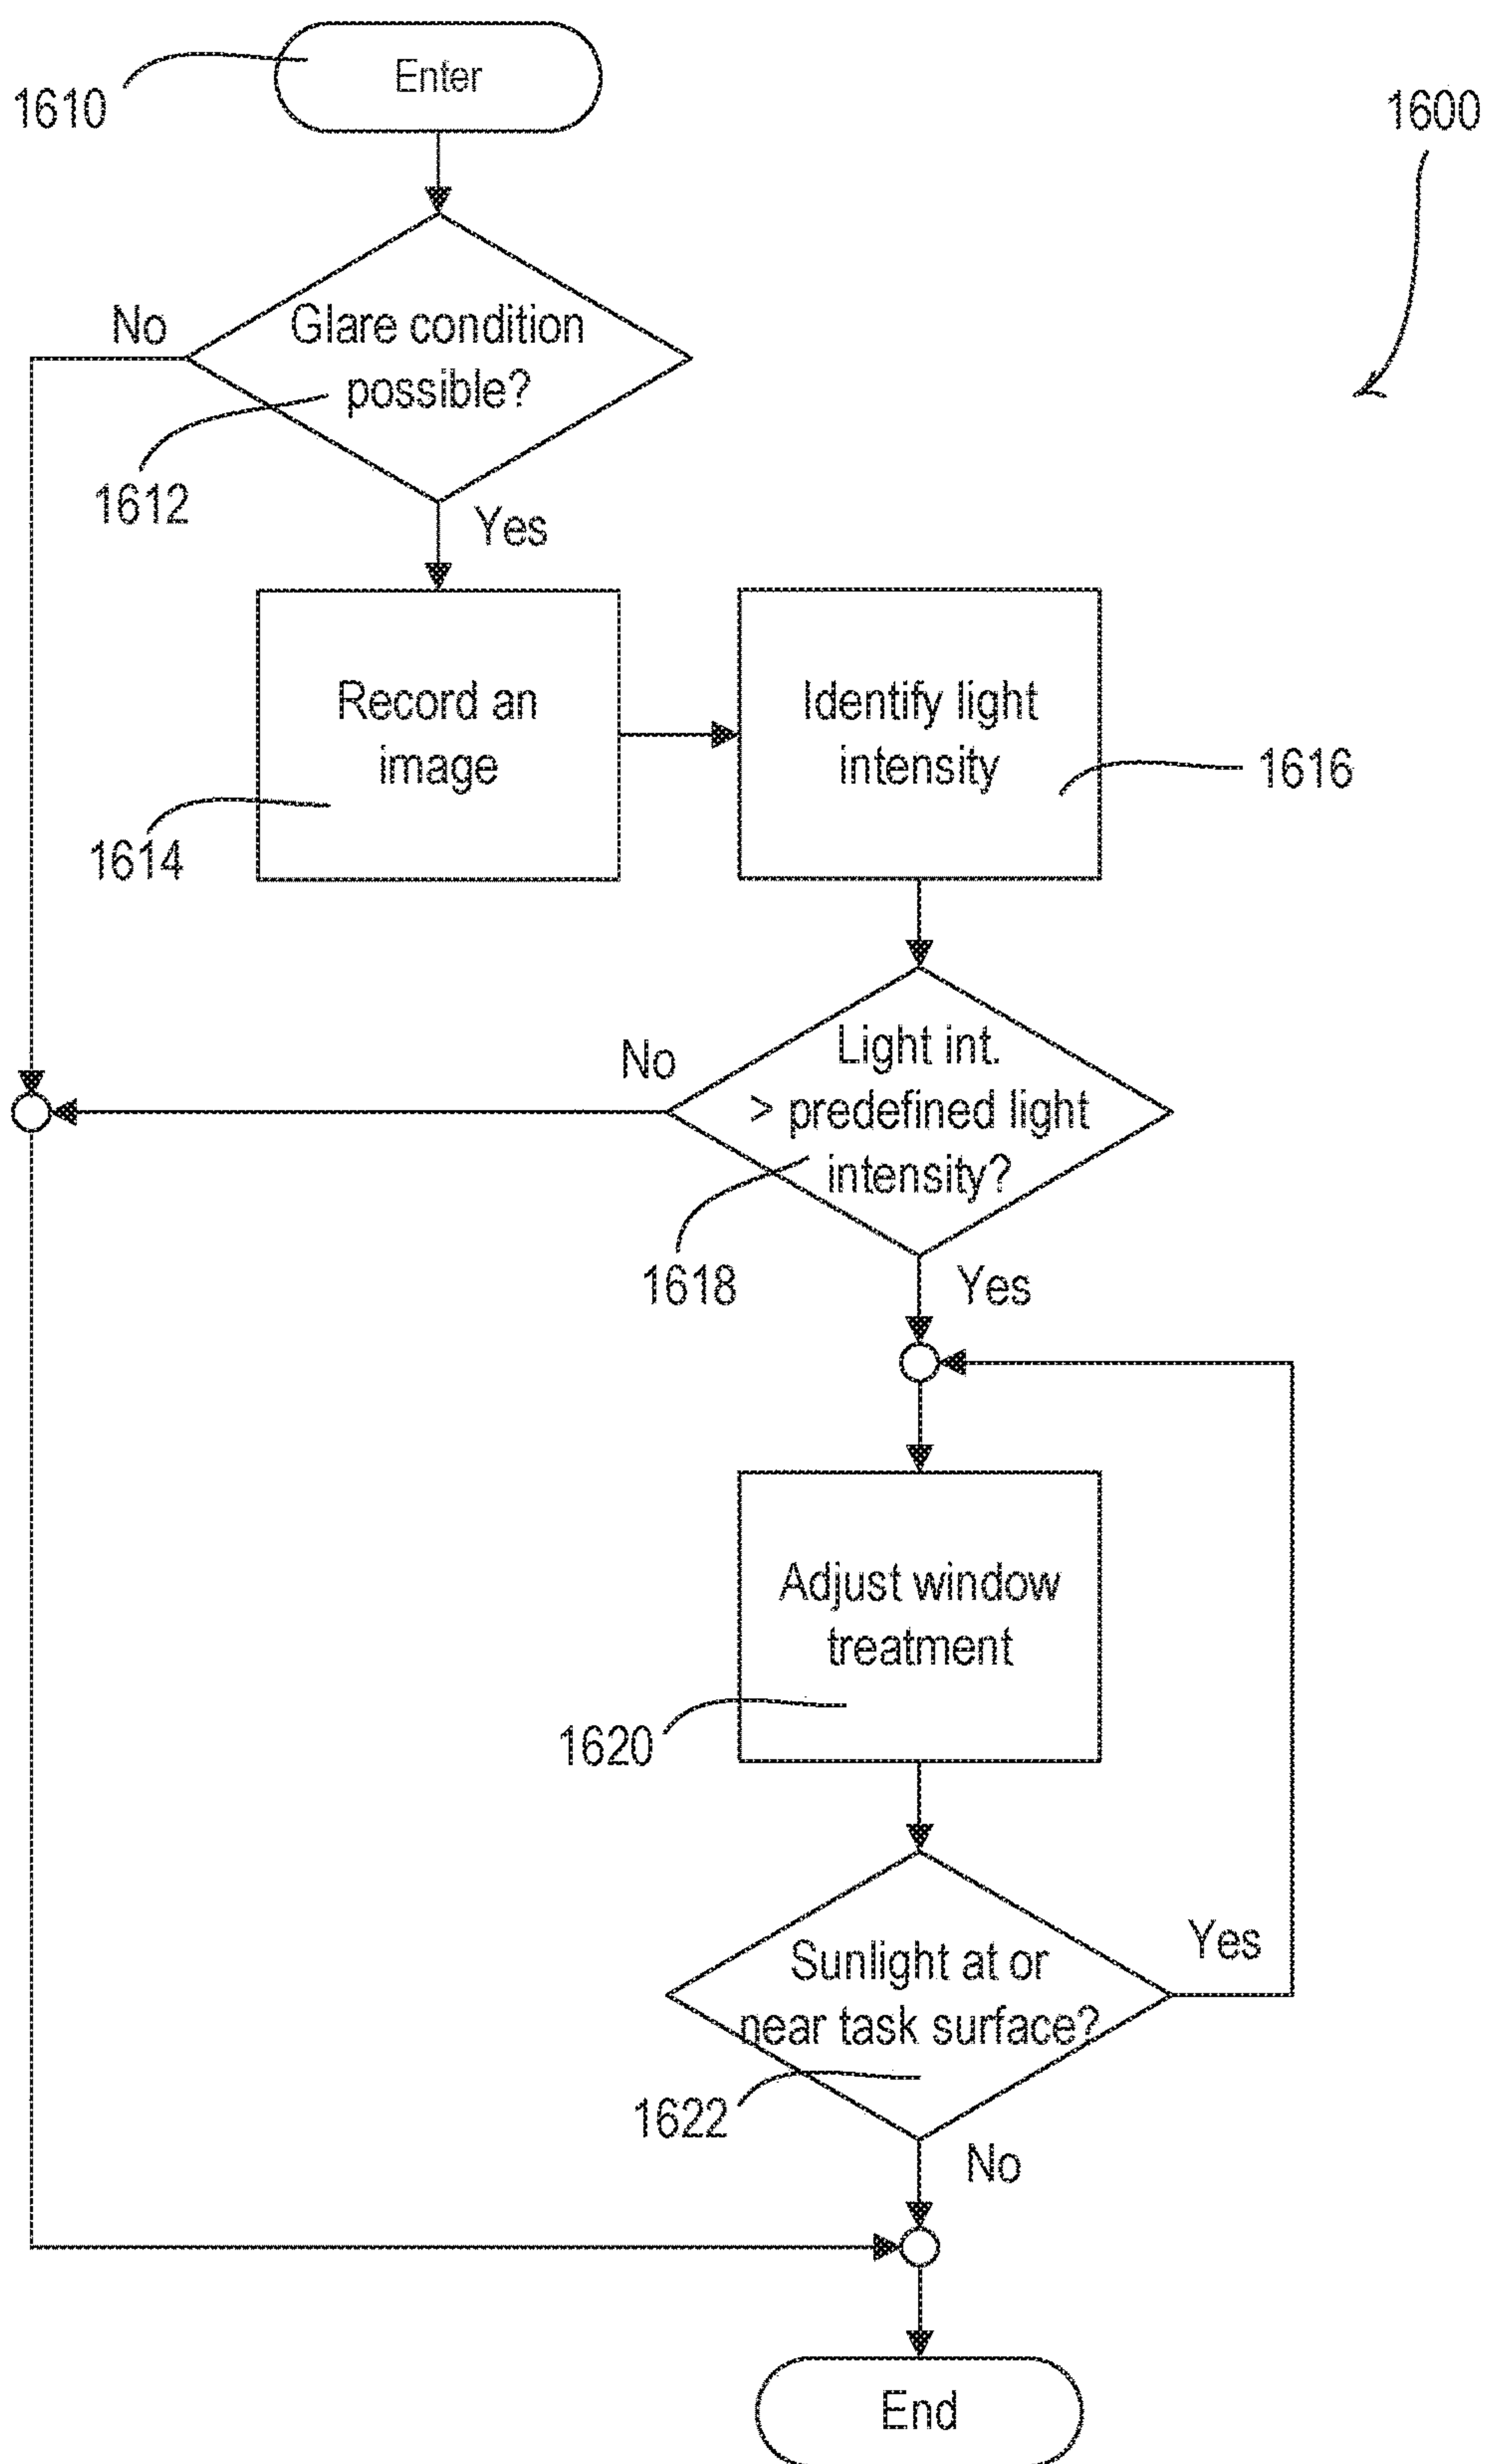 Enter
1610
1600
No
Glare condition
possible?
1612
Yes
Record an
image
1614
Identify light
intensity
1616
No
Light int.
> predefined light
intensity?
1618
Yes
Adjust window
treatment
1620
Yes
Sunlight at or
near task surface?
1622
No
End